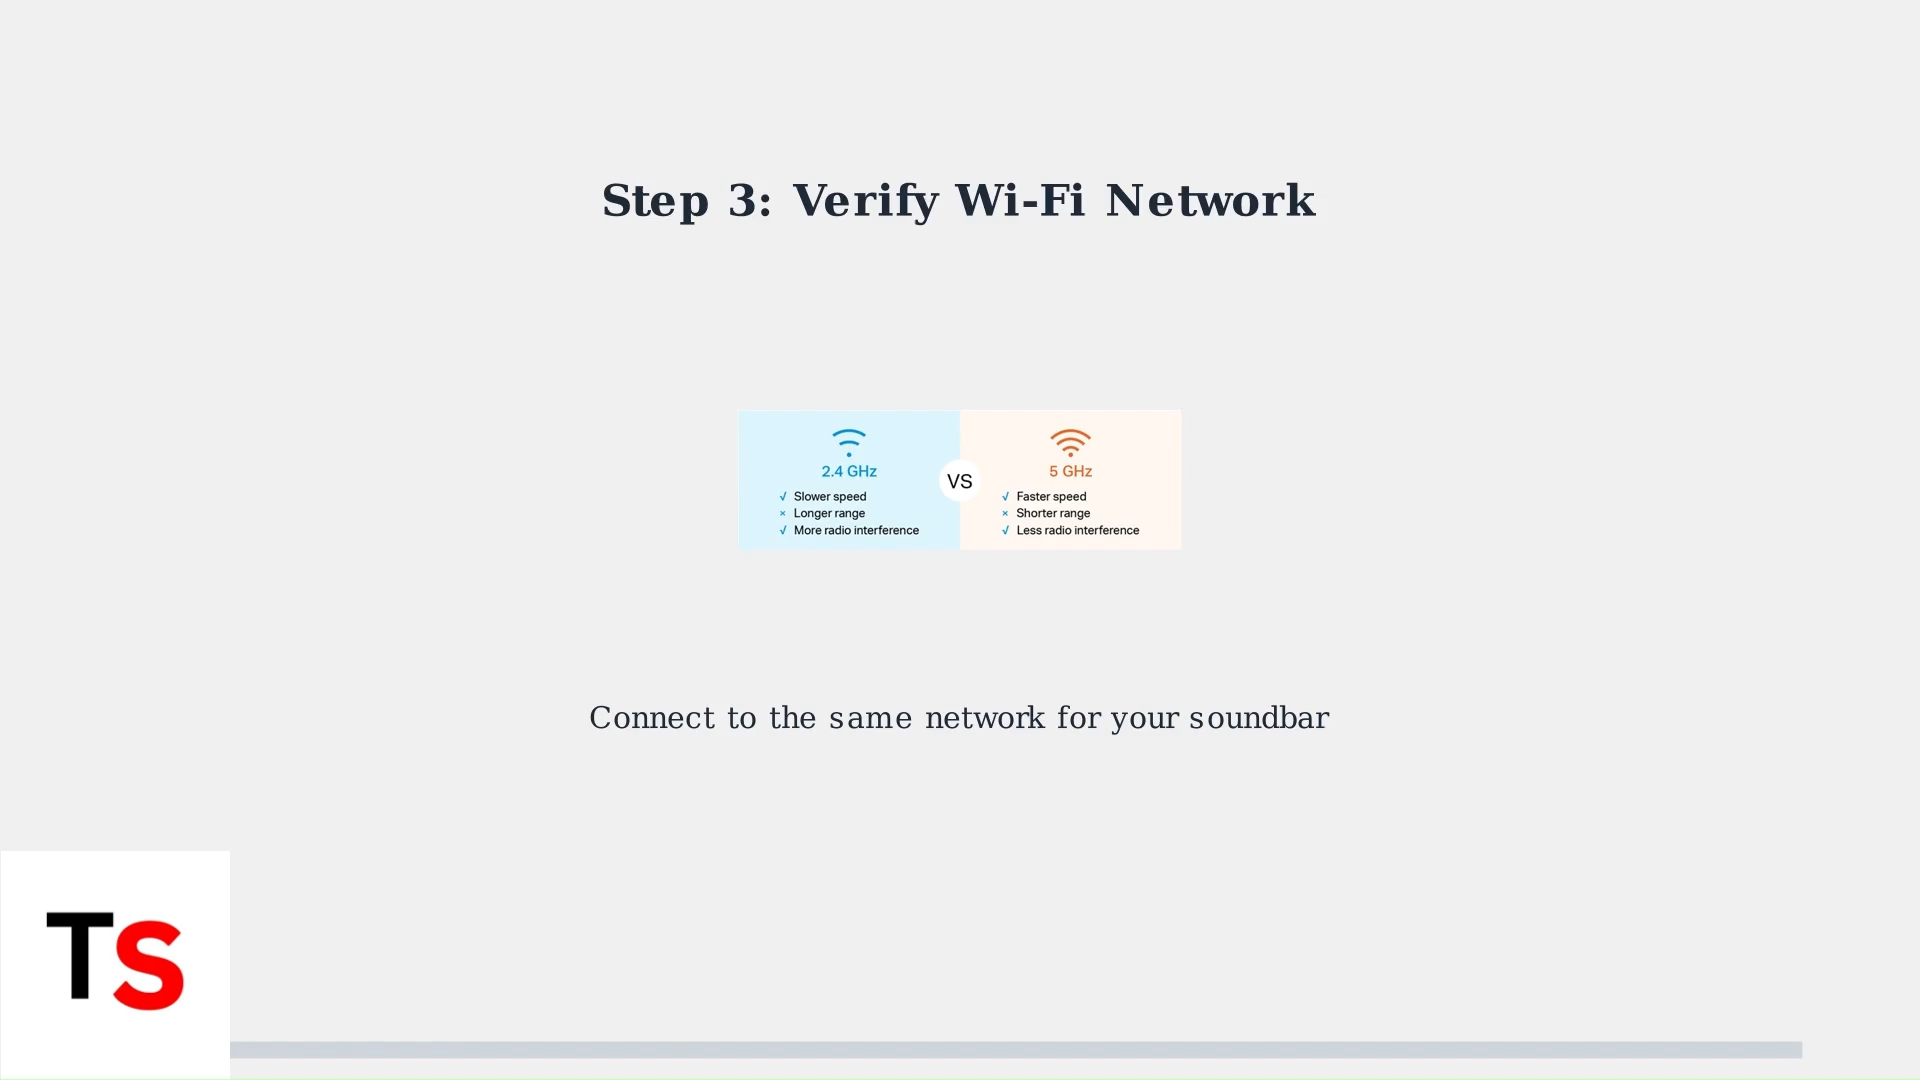 Step 3: Verify Wi-Fi Network
2.4 GHz
√ Slower speed
× Longer range
√ More radio interference
VS
5 GHz
√ Faster speed
× Shorter range
√ Less radio interference
Connect to the same network for your soundbar
TS